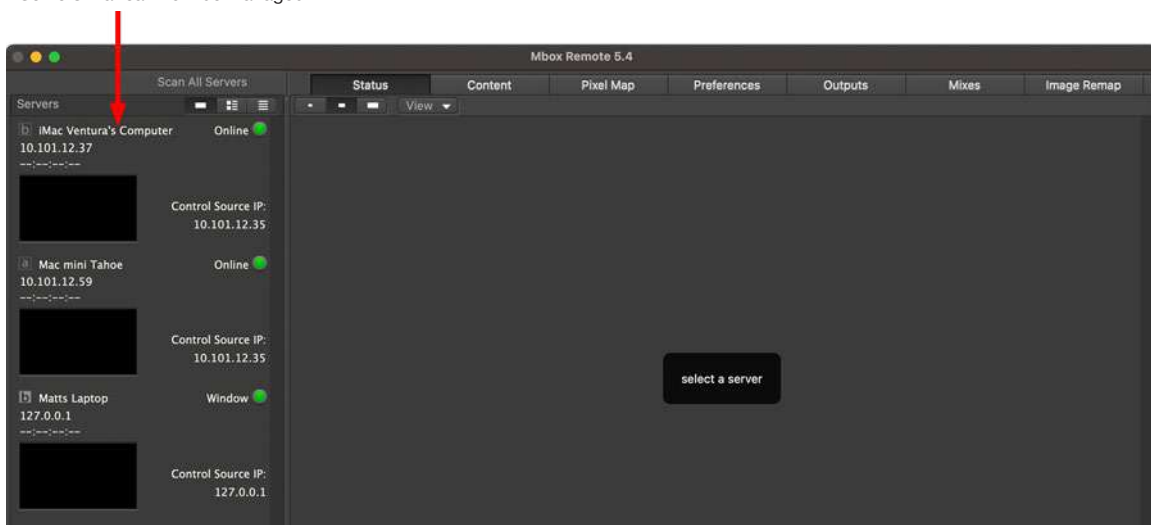 Mbox Remote 5.4
Scan All Servers
Status Content Pixel Map Preferences Outputs Mixes Image Remap
Servers
View
b iMac Ventura's Computer Online
10.101.12.37
--:--:--:--
Control Source IP:
10.101.12.35
a Mac mini Tahoe Online
10.101.12.59
--:--:--:--
Control Source IP:
10.101.12.35
select a server
b Matts Laptop Window
127.0.0.1
--:--:--:--
Control Source IP:
127.0.0.1